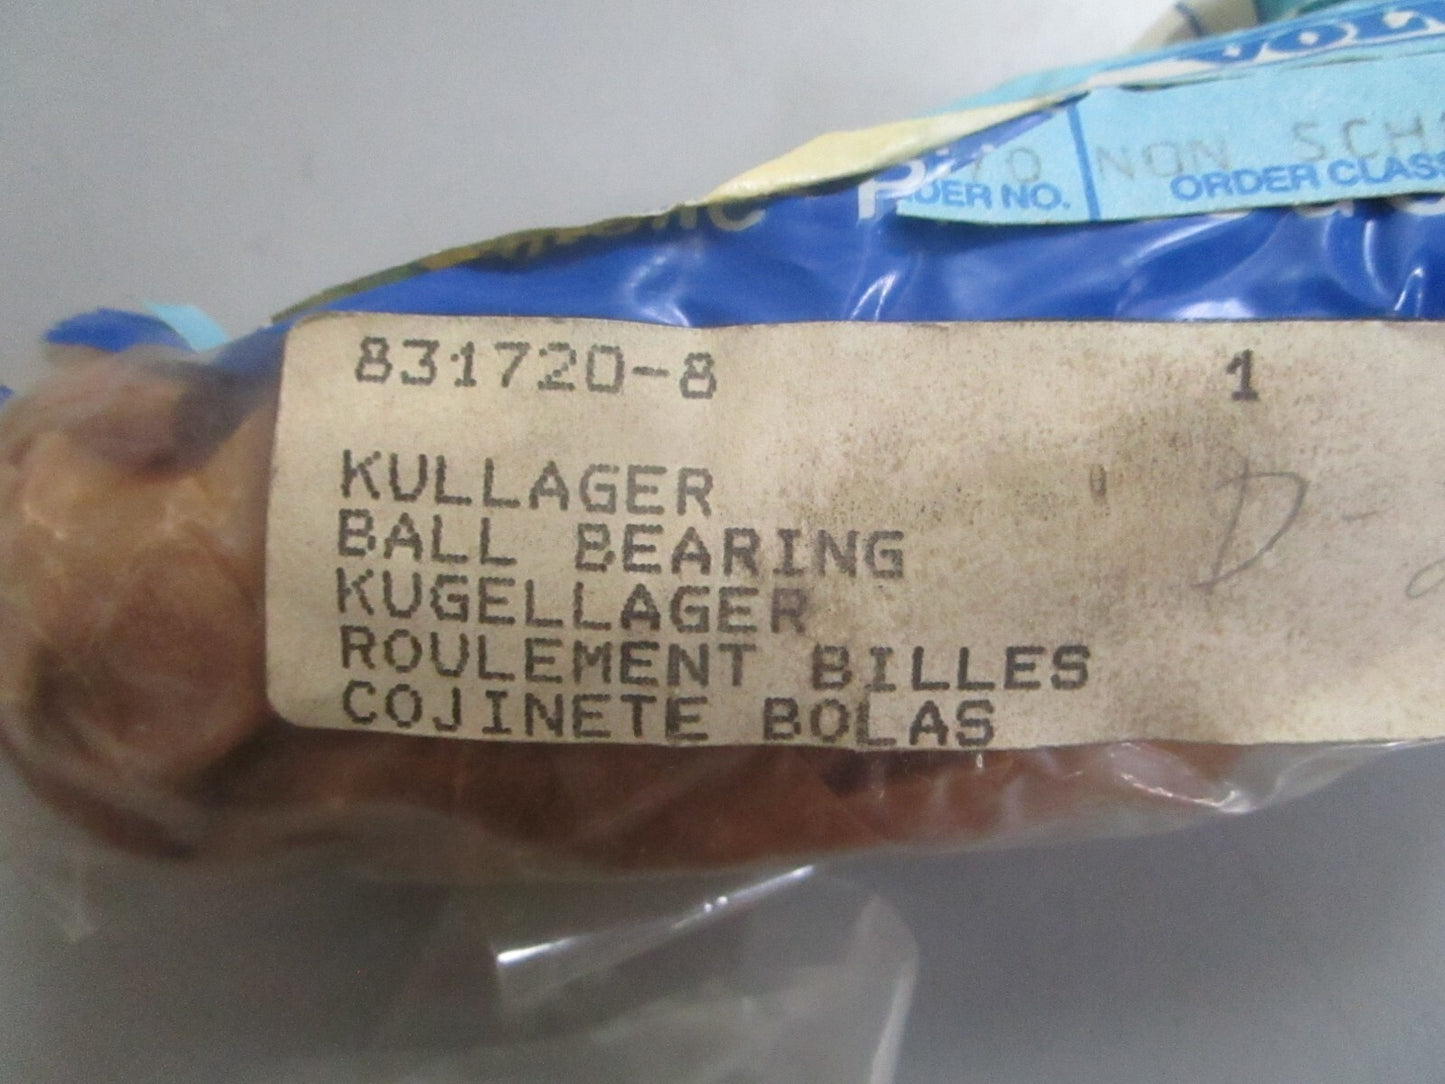 NON SCH
ORDER NO.
ORDER CLASS
831720-8 1
KULLAGER
BALL BEARING
KUGELLAGER
ROULEMENT BILLES
COJINETE BOLAS
D-